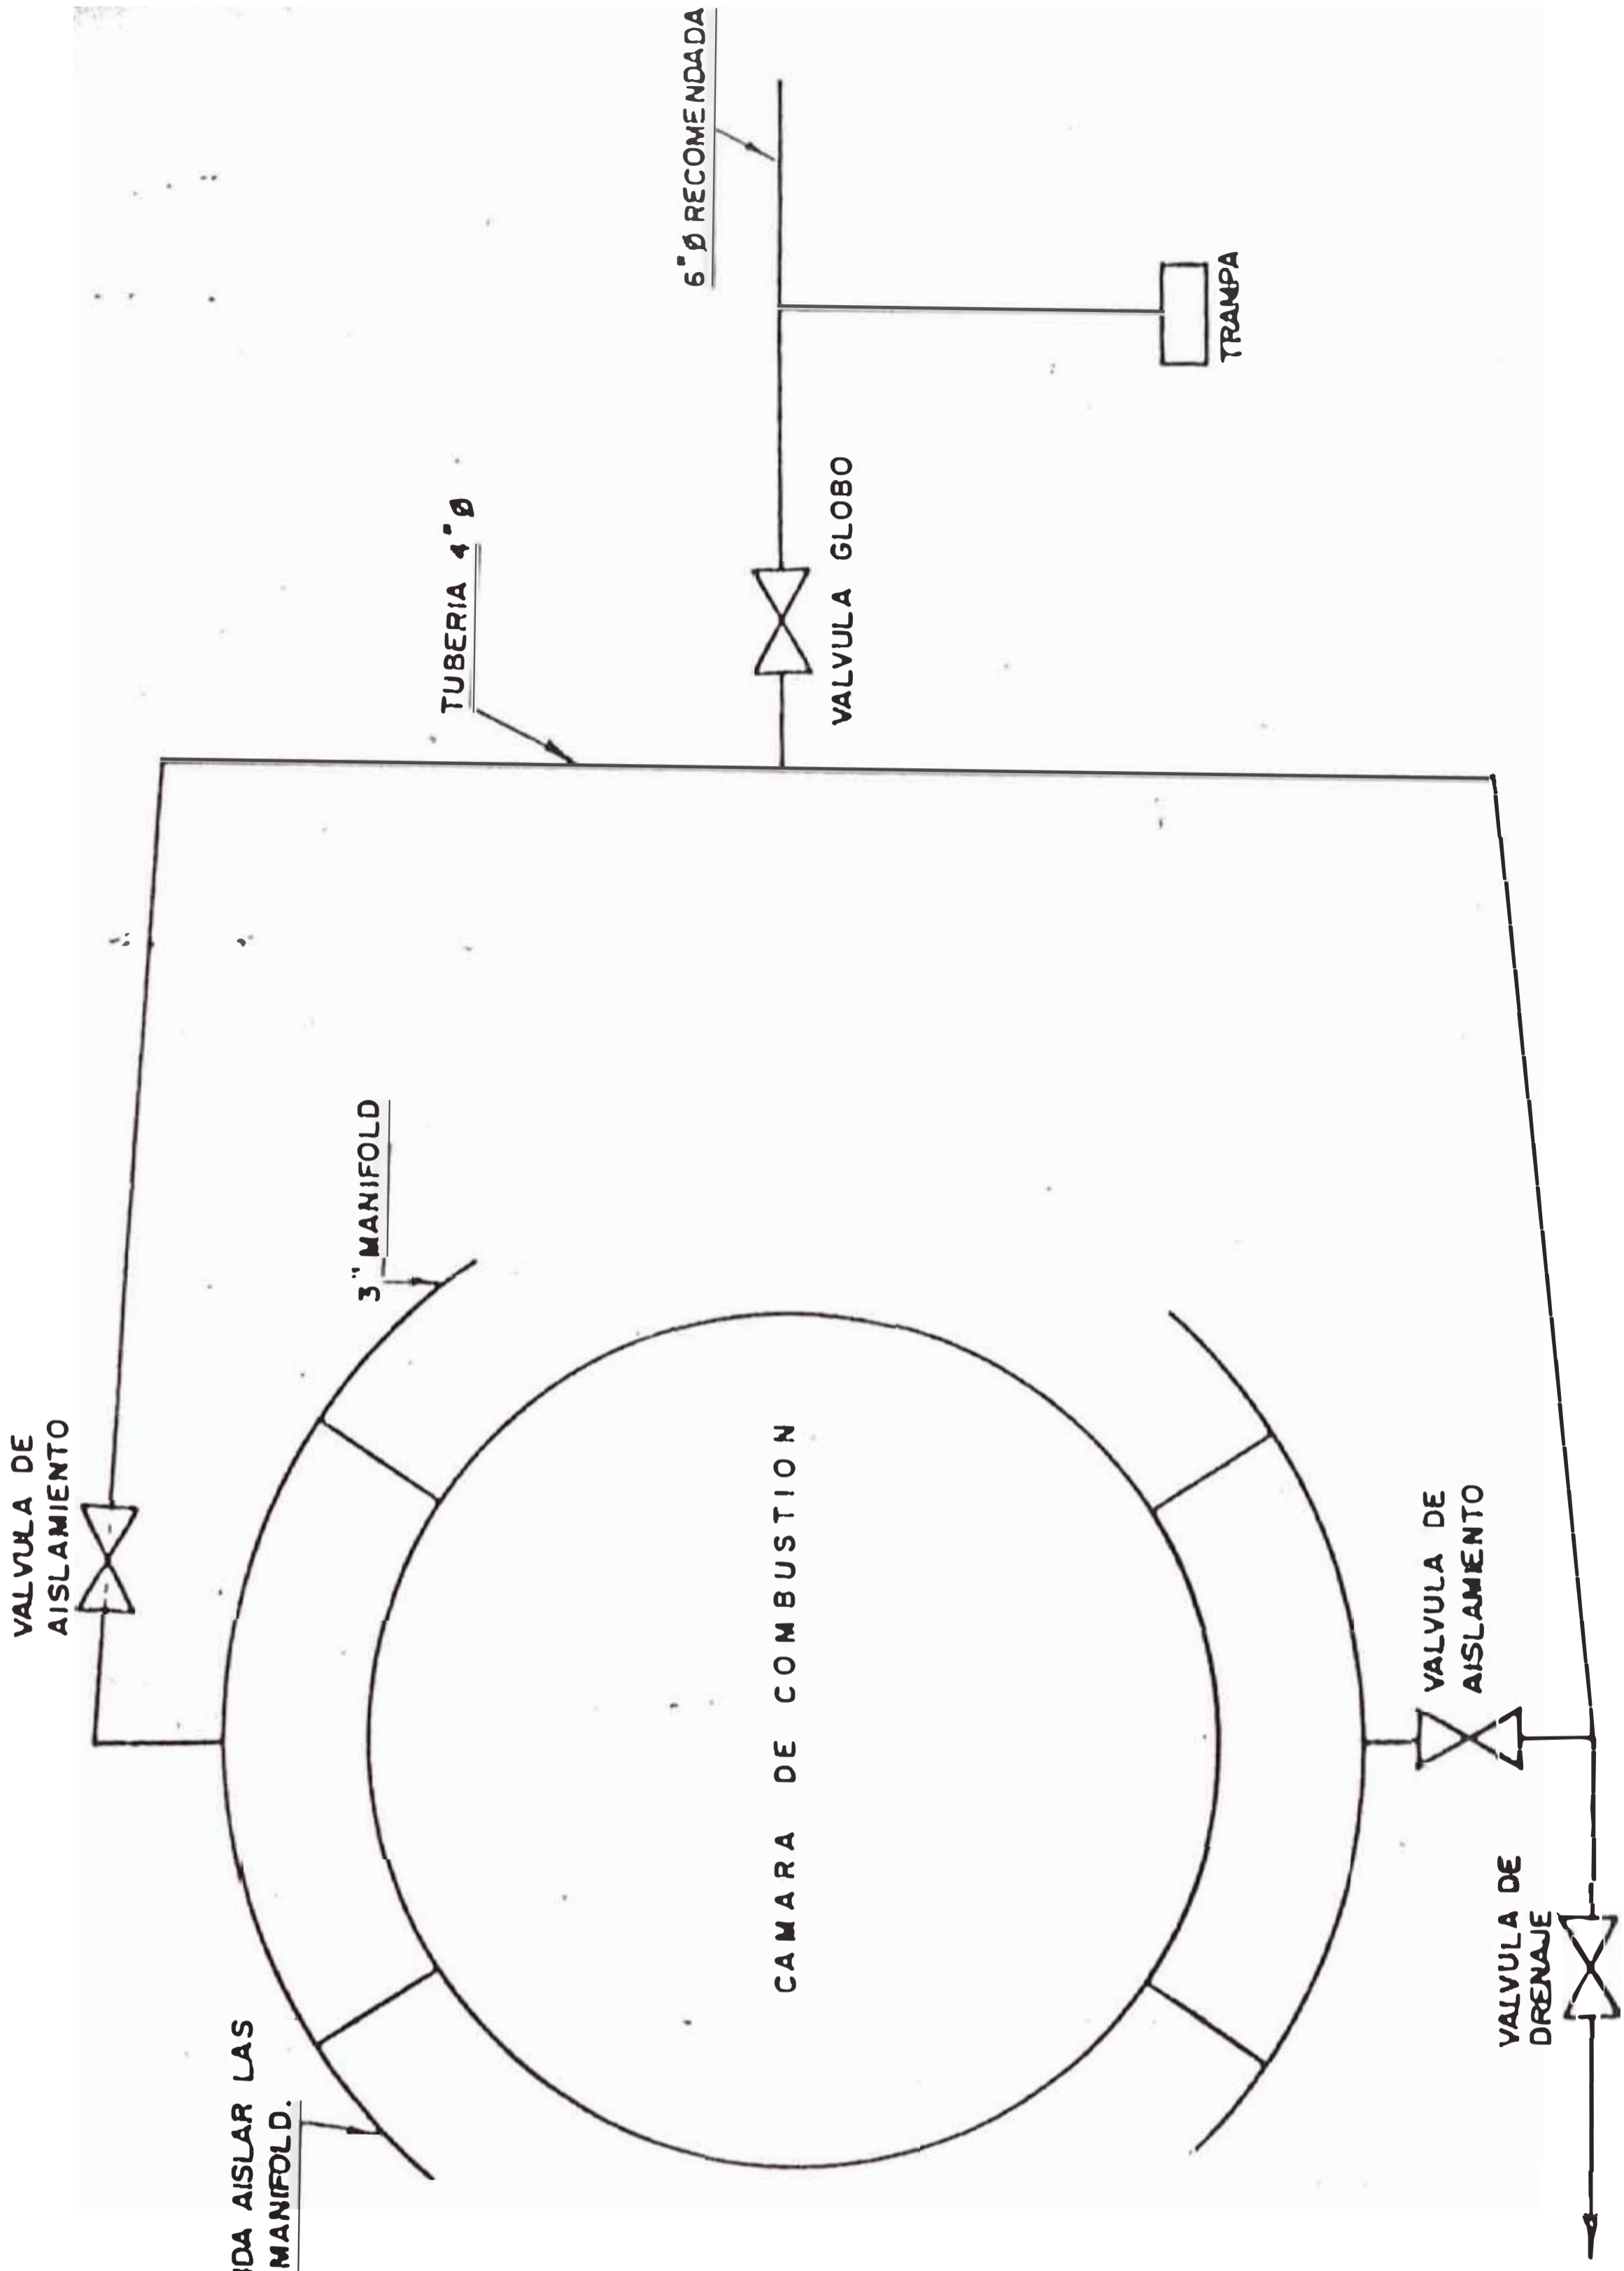 6"Ø RECOMENDADA
TRAMPA
TUBERIA 4"Ø
VALVULA GLOBO
3" MANIFOLD
VALVULA DE
AISLAMIENTO
CAMARA DE COMBUSTION
VALVULA DE
AISLAMIENTO
VALVULA DE
DRENAJE
AISLAR LAS
MANIFOLD.